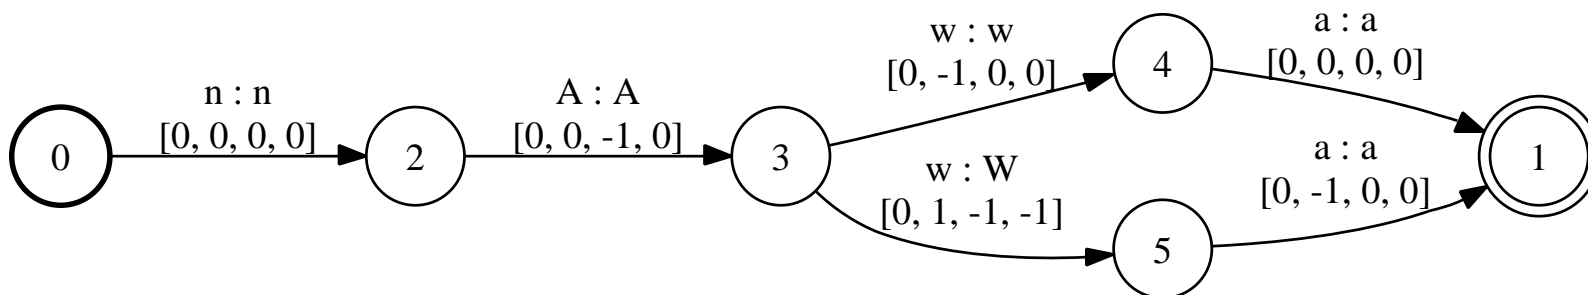 0
n : n
[0, 0, 0, 0]
2
A : A
[0, 0, -1, 0]
3
w : w
[0, -1, 0, 0]
4
a : a
[0, 0, 0, 0]
w : W
[0, 1, -1, -1]
5
a : a
[0, -1, 0, 0]
1